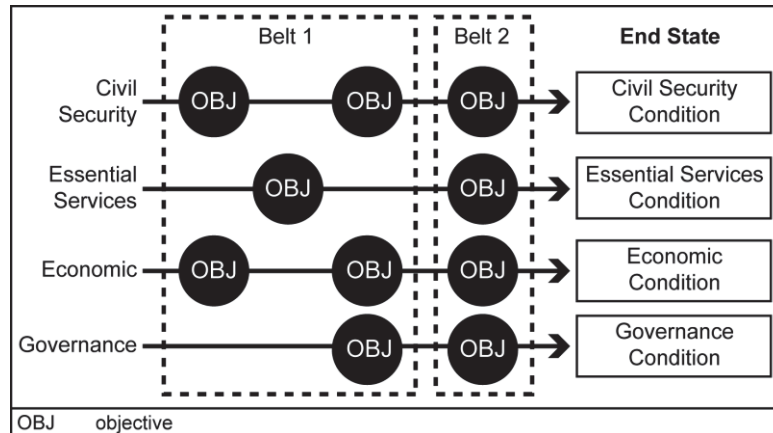 Belt 1
Belt 2
End State
Civil
Security
OBJ
OBJ
OBJ
Civil Security
Condition
Essential
Services
OBJ
OBJ
Essential Services
Condition
Economic
OBJ
OBJ
OBJ
Economic
Condition
Governance
OBJ
OBJ
Governance
Condition
OBJ objective